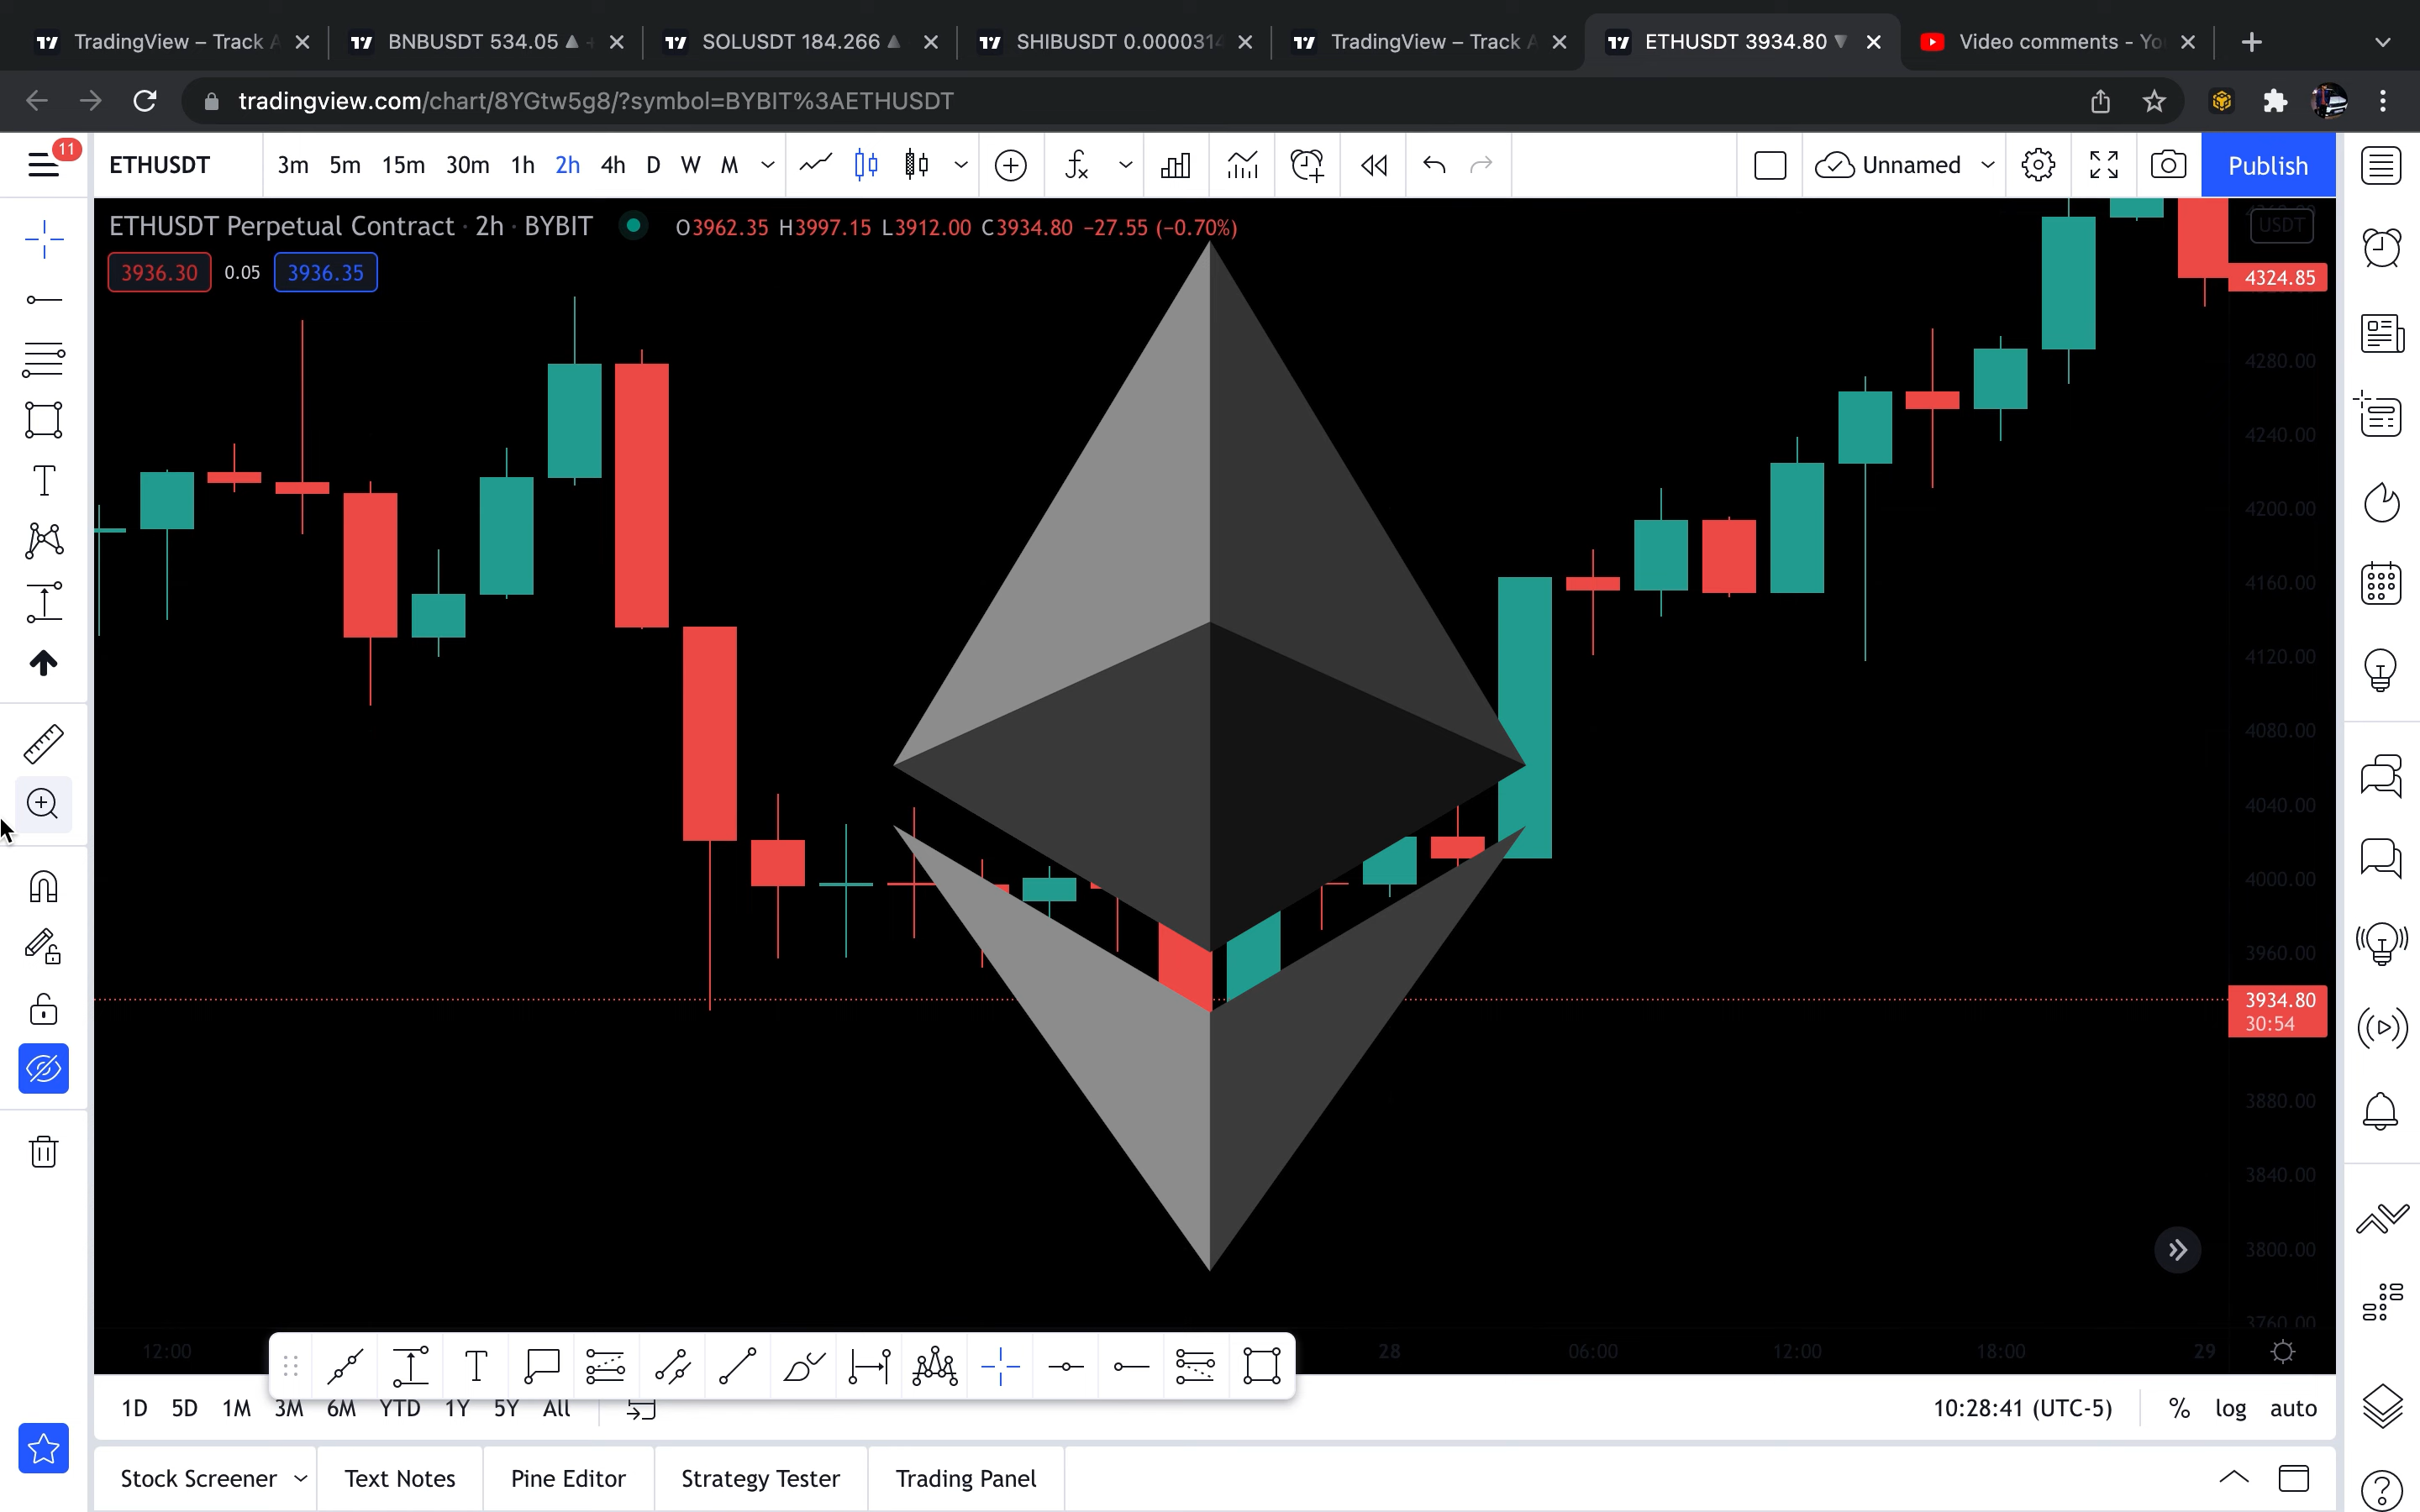 TradingView – Track A
BNBUSDT 534.05
SOLUSDT 184.266
SHIBUSDT 0.0000314
TradingView – Track A
ETHUSDT 3934.80
Video comments - Yo
tradingview.com/chart/8YGtw5g8/?symbol=BYBIT%3AETHUSDT
11
ETHUSDT 3m 5m 15m 30m 1h 2h 4h D W M Unnamed Publish
ETHUSDT Perpetual Contract · 2h · BYBIT O3962.35 H3997.15 L3912.00 C3934.80 −27.55 (−0.70%)
USDT
3936.30 0.05 3936.35
4324.85
4280.00
4240.00
4200.00
4160.00
4120.00
4080.00
4040.00
4000.00
3960.00
3934.80
30:54
3880.00
3840.00
3800.00
3760.00
12:00 28 06:00 12:00 18:00 29
1D 5D 1M 3M 6M YTD 1Y 5Y All 10:28:41 (UTC-5) % log auto
Stock Screener Text Notes Pine Editor Strategy Tester Trading Panel